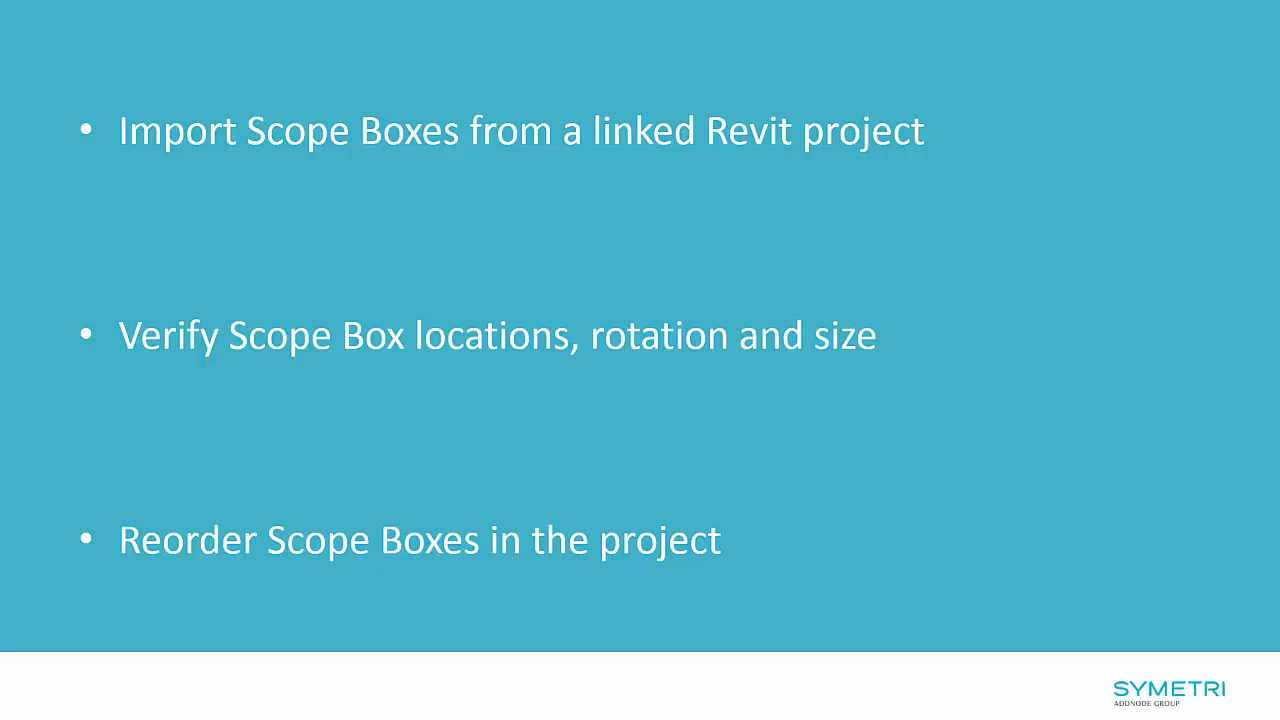 • Import Scope Boxes from a linked Revit project
• Verify Scope Box locations, rotation and size
• Reorder Scope Boxes in the project
SYMETRI
ADDNODE GROUP